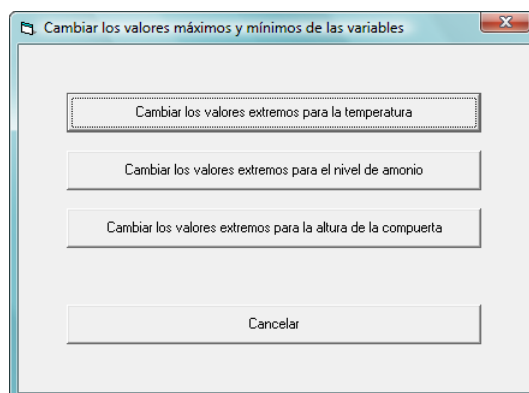 Cambiar los valores máximos y mínimos de las variables
Cambiar los valores extremos para la temperatura
Cambiar los valores extremos para el nivel de amonio
Cambiar los valores extremos para la altura de la compuerta
Cancelar